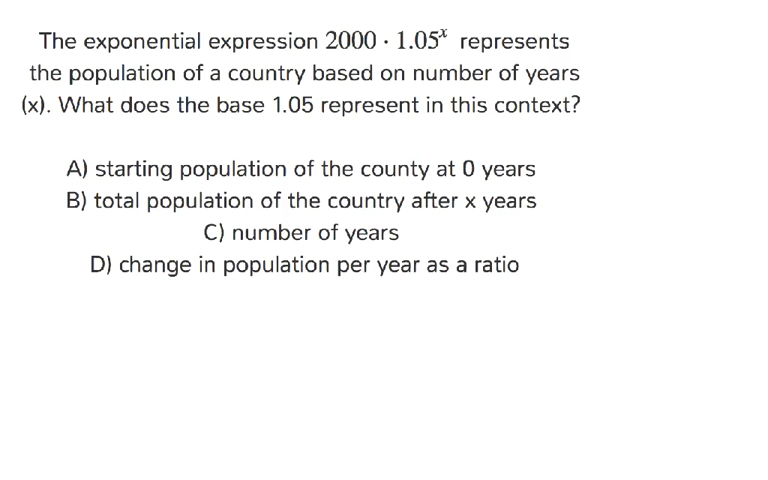 The exponential expression 2000 · 1.05ˣ represents
the population of a country based on number of years
(x). What does the base 1.05 represent in this context?
A) starting population of the county at 0 years
B) total population of the country after x years
C) number of years
D) change in population per year as a ratio